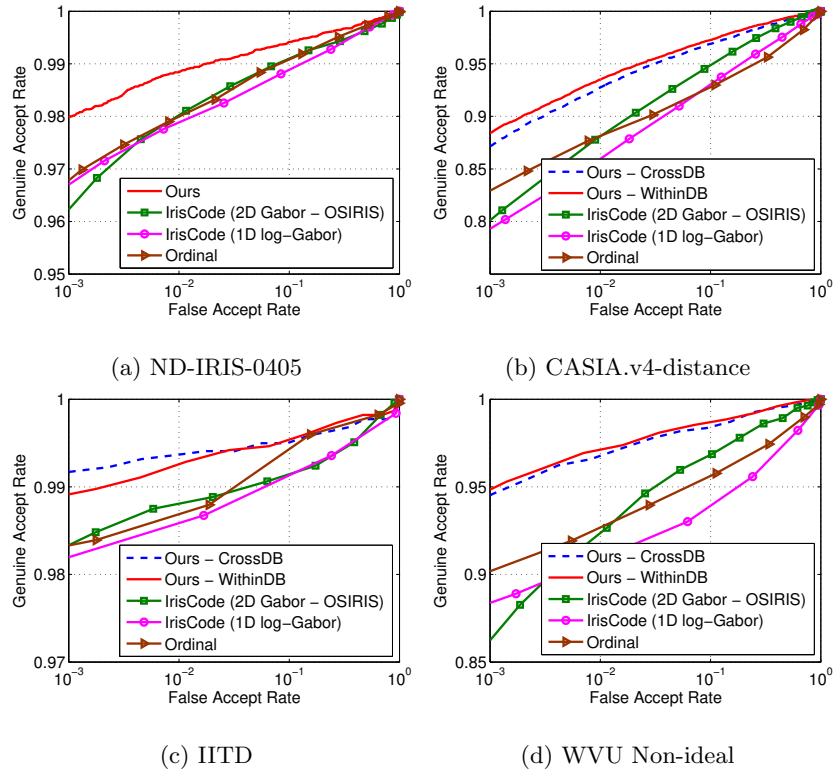 1
0.99
0.98
0.97
0.96
0.95
Genuine Accept Rate
10^-3
10^-2
10^-1
10^0
False Accept Rate
Ours
IrisCode (2D Gabor − OSIRIS)
IrisCode (1D log−Gabor)
Ordinal
(a) ND-IRIS-0405
1
0.95
0.9
0.85
0.8
Genuine Accept Rate
10^-3
10^-2
10^-1
10^0
False Accept Rate
Ours − CrossDB
Ours − WithinDB
IrisCode (2D Gabor − OSIRIS)
IrisCode (1D log−Gabor)
Ordinal
(b) CASIA.v4-distance
1
0.99
0.98
0.97
Genuine Accept Rate
10^-3
10^-2
10^-1
10^0
False Accept Rate
Ours − CrossDB
Ours − WithinDB
IrisCode (2D Gabor − OSIRIS)
IrisCode (1D log−Gabor)
Ordinal
(c) IITD
1
0.95
0.9
0.85
Genuine Accept Rate
10^-3
10^-2
10^-1
10^0
False Accept Rate
Ours − CrossDB
Ours − WithinDB
IrisCode (2D Gabor − OSIRIS)
IrisCode (1D log−Gabor)
Ordinal
(d) WVU Non-ideal